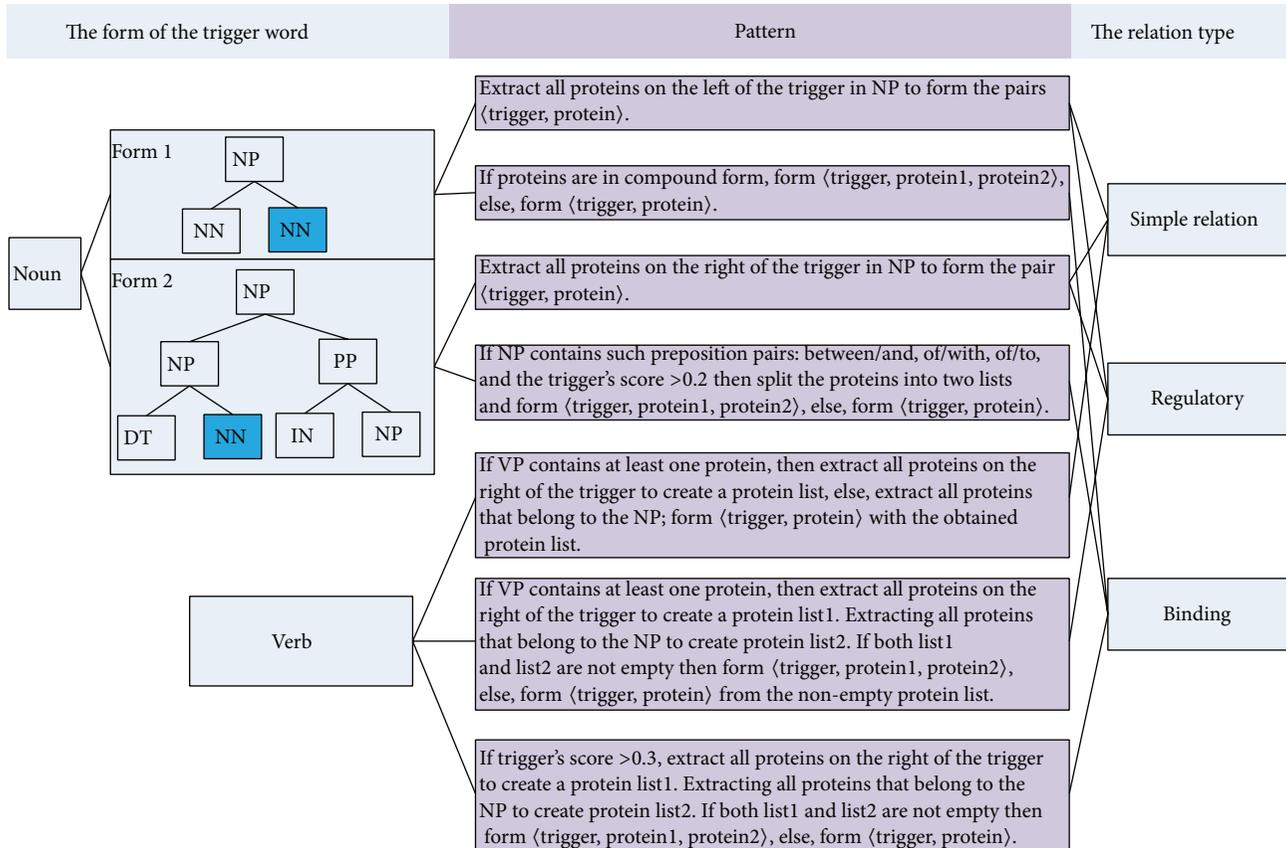 The form of the trigger word
Pattern
The relation type
Noun
Form 1
NP
NN
NN
Form 2
NP
NP
PP
DT
NN
IN
NP
Verb
Extract all proteins on the left of the trigger in NP to form the pairs
⟨trigger, protein⟩.
If proteins are in compound form, form ⟨trigger, protein1, protein2⟩,
else, form ⟨trigger, protein⟩.
Extract all proteins on the right of the trigger in NP to form the pair
⟨trigger, protein⟩.
If NP contains such preposition pairs: between/and, of/with, of/to,
and the trigger's score >0.2 then split the proteins into two lists
and form ⟨trigger, protein1, protein2⟩, else, form ⟨trigger, protein⟩.
If VP contains at least one protein, then extract all proteins on the
right of the trigger to create a protein list, else, extract all proteins
that belong to the NP; form ⟨trigger, protein⟩ with the obtained
protein list.
If VP contains at least one protein, then extract all proteins on the
right of the trigger to create a protein list1. Extracting all proteins
that belong to the NP to create protein list2. If both list1
and list2 are not empty then form ⟨trigger, protein1, protein2⟩,
else, form ⟨trigger, protein⟩ from the non-empty protein list.
If trigger's score >0.3, extract all proteins on the right of the trigger
to create a protein list1. Extracting all proteins that belong to the
NP to create protein list2. If both list1 and list2 are not empty then
form ⟨trigger, protein1, protein2⟩, else, form ⟨trigger, protein⟩.
Simple relation
Regulatory
Binding